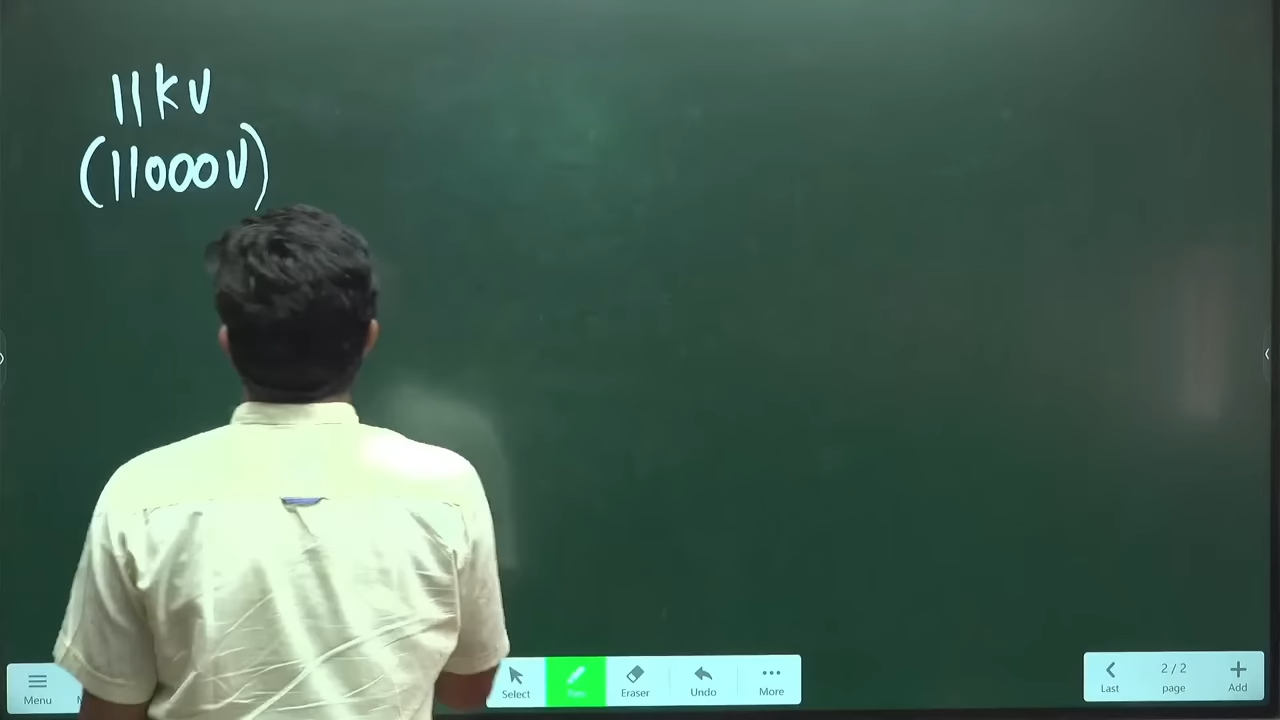 11kV
(11000V)
Menu
Select
Eraser
Undo
More
Last
2 / 2
page
Add